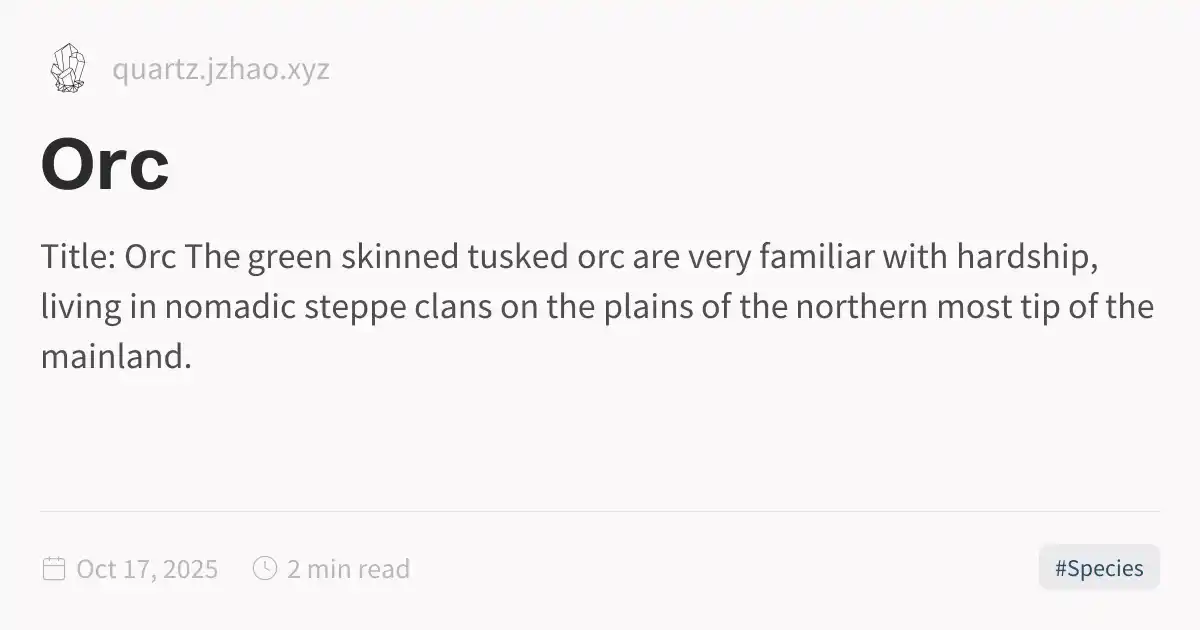 quartz.jzhao.xyz
Orc
Title: Orc The green skinned tusked orc are very familiar with hardship,
living in nomadic steppe clans on the plains of the northern most tip of the
mainland.
Oct 17, 2025 2 min read #Species